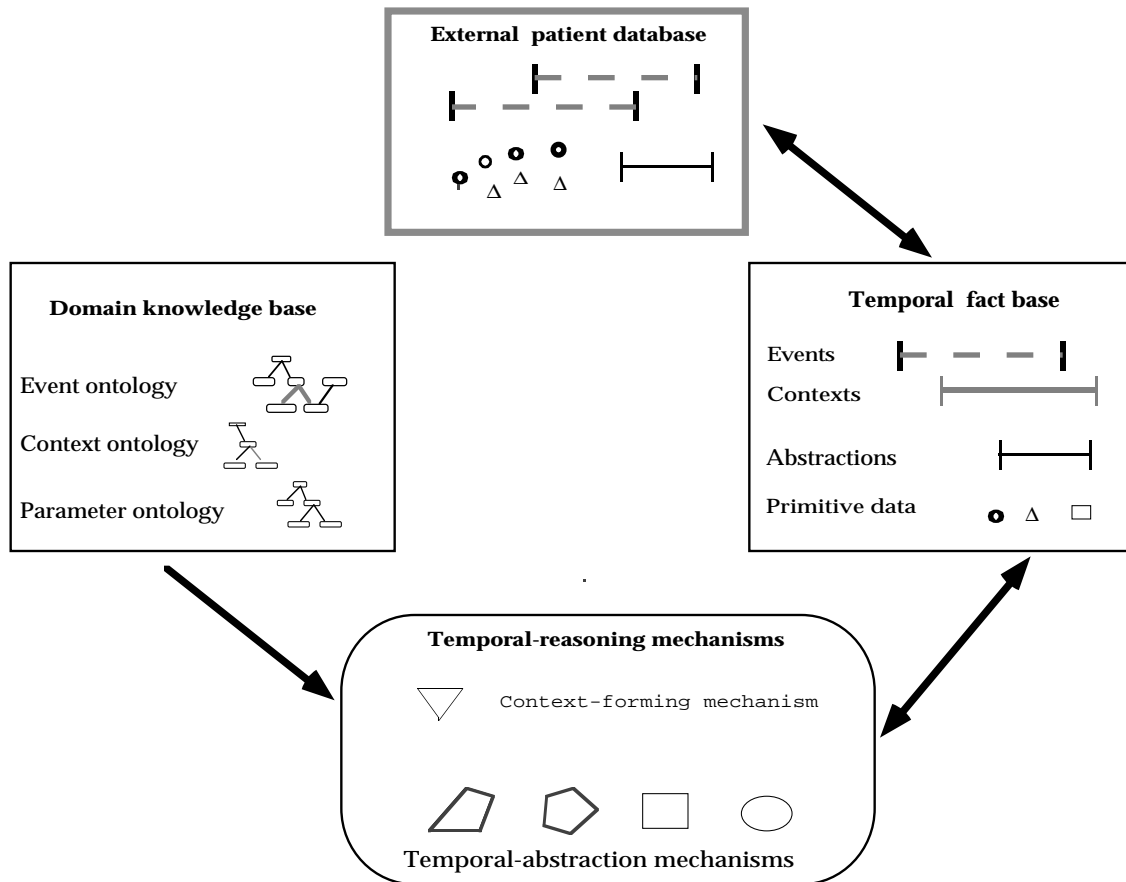 External patient database
Domain knowledge base
Event ontology
Context ontology
Parameter ontology
Temporal fact base
Events
Contexts
Abstractions
Primitive data
Temporal-reasoning mechanisms
Context-forming mechanism
Temporal-abstraction mechanisms